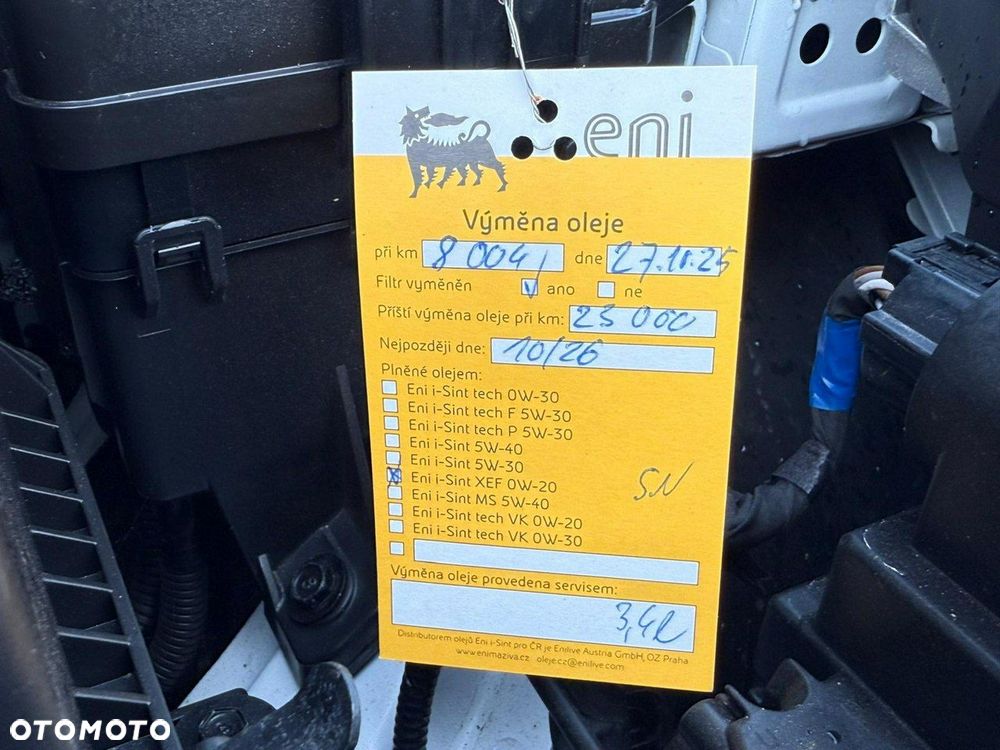 eni
Výměna oleje
při km 8 004 dne 27.11.25
Filtr vyměněn ano ne
Příští výměna oleje při km: 23 000
Nejpozději dne: 10/26
Plněné olejem:
Eni i-Sint tech 0W-30
Eni i-Sint tech F 5W-30
Eni i-Sint tech P 5W-30
Eni i-Sint 5W-40
Eni i-Sint 5W-30
Eni i-Sint XEF 0W-20
SN
Eni i-Sint MS 5W-40
Eni i-Sint tech VK 0W-20
Eni i-Sint tech VK 0W-30
Výměna oleje provedena servisem:
3,4l
Distributorem olejů Eni i-Sint pro ČR je Enilive Austria GmbH, OZ Praha
www.enimaziva.cz oleje.cz@enilive.com
OTOMOTO